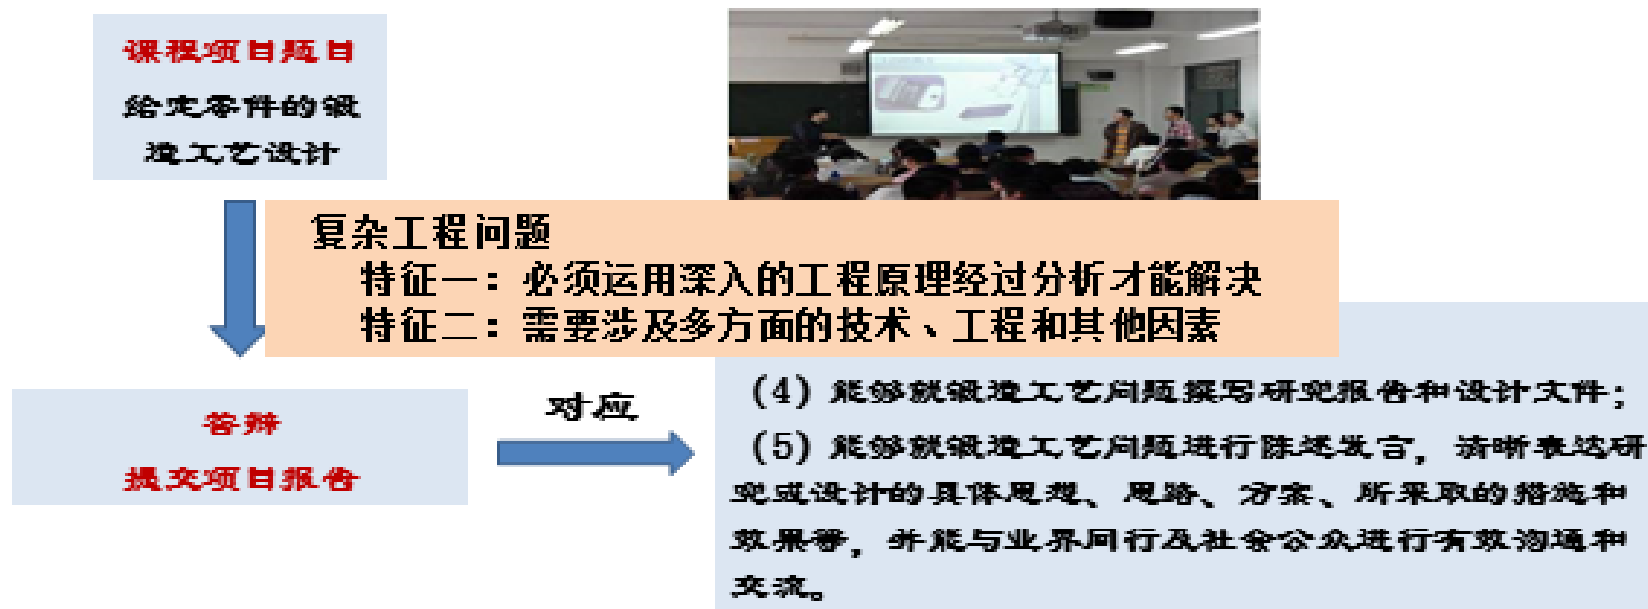 课程项目题目
给定零件的锻
造工艺设计
复杂工程问题
特征一：必须运用深入的工程原理经过分析才能解决
特征二：需要涉及多方面的技术、工程和其他因素
答辩
提交项目报告
对应
（4）能够就锻造工艺问题撰写研究报告和设计文件；
（5）能够就锻造工艺问题进行陈述发言，清晰表达研
究或设计的具体思想、思路、方案、所采取的措施和
效果等，并能与业界同行及社会公众进行有效沟通和
交流。